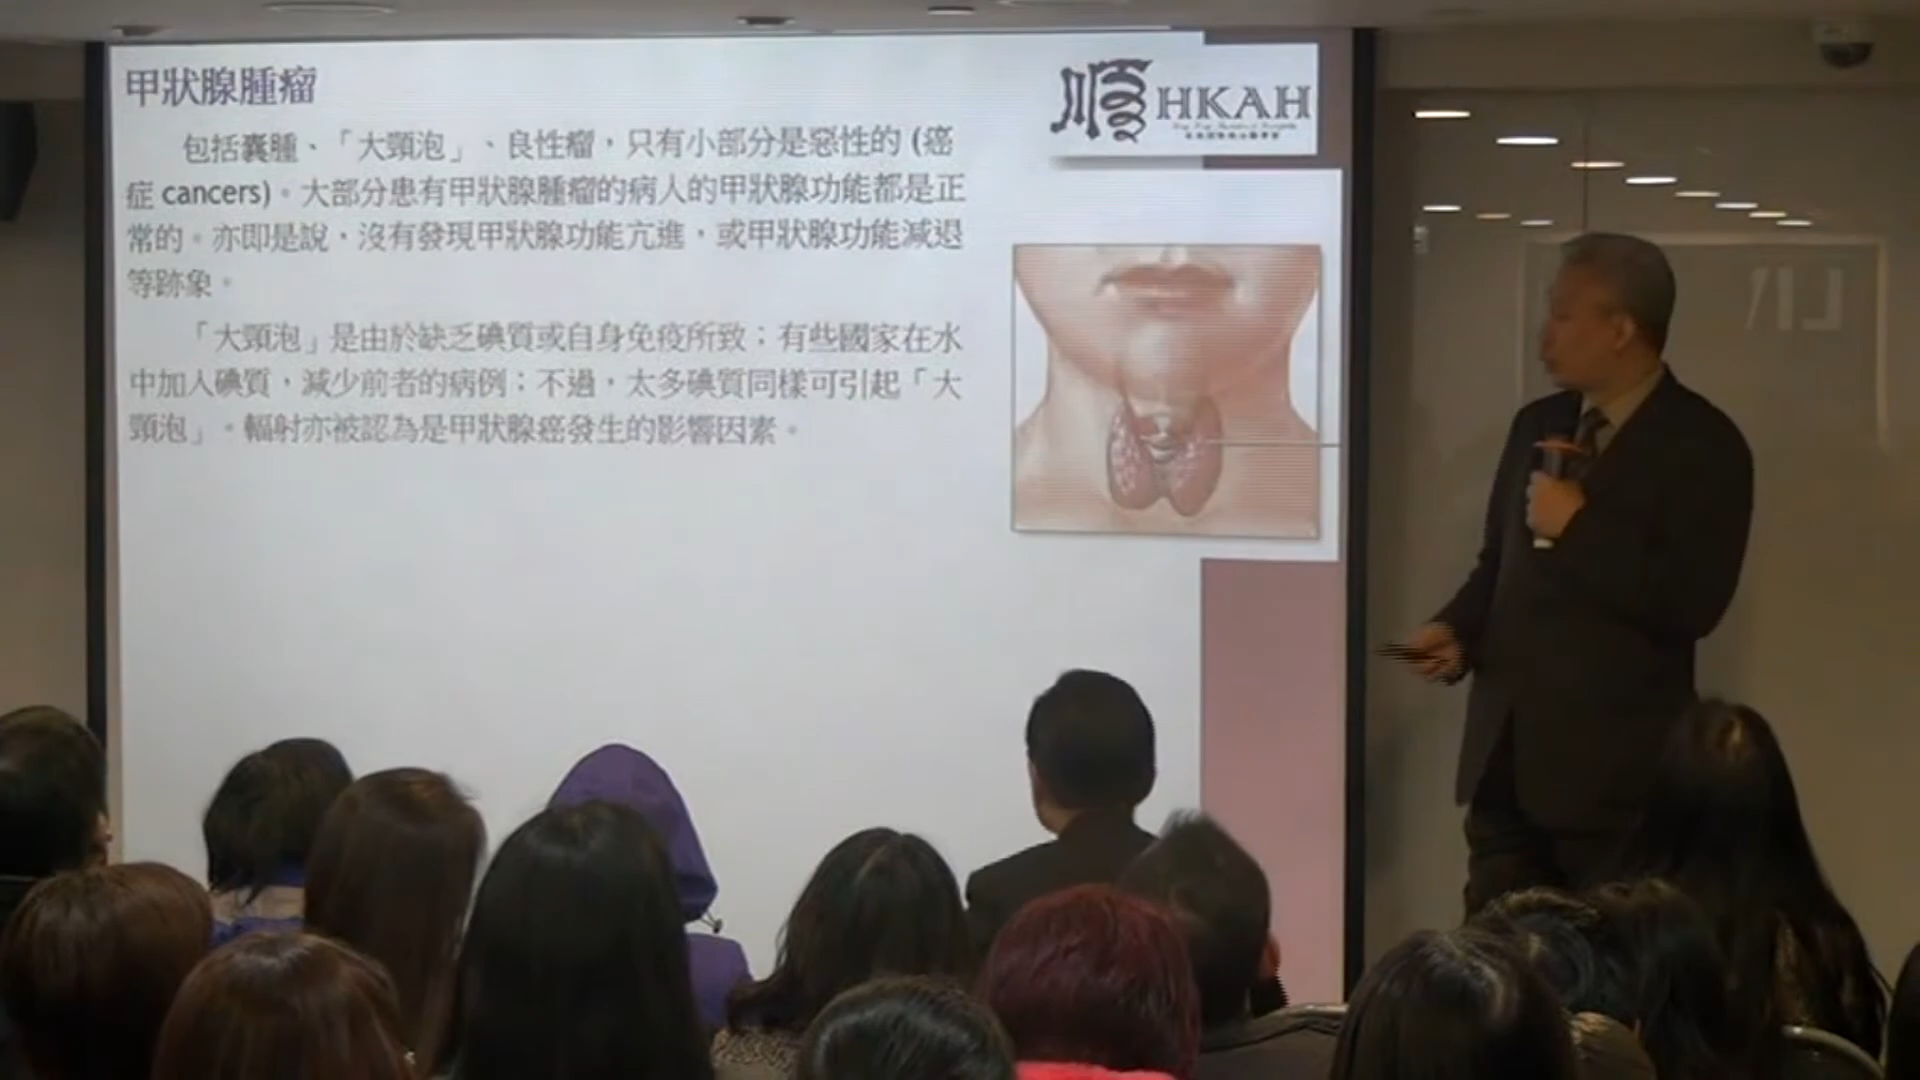 甲狀腺腫瘤
順 HKAH
包括囊腫、「大頸泡」、良性瘤，只有小部分是惡性的 (癌
症 cancers)。大部分患有甲狀腺腫瘤的病人的甲狀腺功能都是正
常的。亦即是說，沒有發現甲狀腺功能亢進，或甲狀腺功能減退
等跡象。
「大頸泡」是由於缺乏碘質或自身免疫所致；有些國家在水
中加入碘質，減少前者的病例；不過，太多碘質同樣可引起「大
頸泡」。輻射亦被認為是甲狀腺癌發生的影響因素。